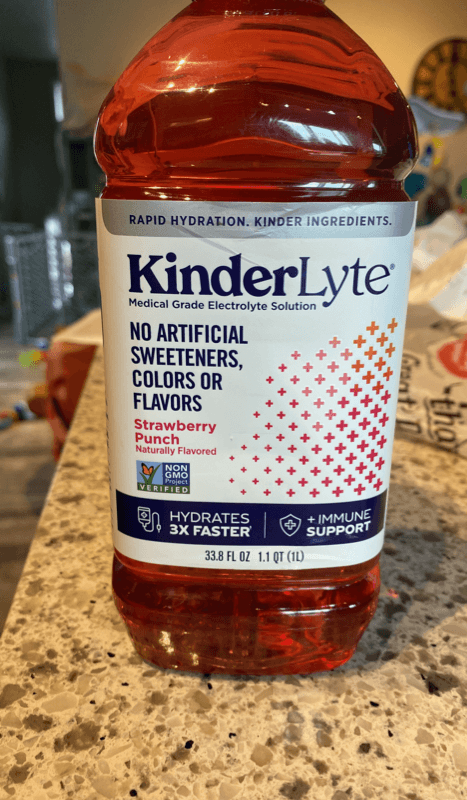 RAPID HYDRATION. KINDER INGREDIENTS.
KinderLyte®
Medical Grade Electrolyte Solution
NO ARTIFICIAL
SWEETENERS,
COLORS OR
FLAVORS
Strawberry
Punch
Naturally Flavored
NON
GMO
Project
VERIFIED
HYDRATES
3X FASTER
+ IMMUNE
SUPPORT
33.8 FL OZ 1.1 QT (1L)